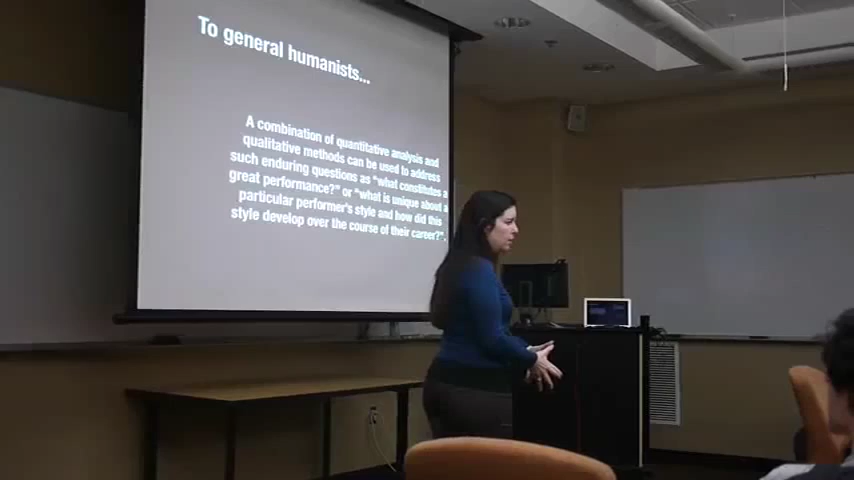 To general humanists...
A combination of quantitative analysis and
qualitative methods can be used to address
such enduring questions as "what constitutes a
great performance?" or "what is unique about a
particular performer's style and how did this
style develop over the course of their career?".